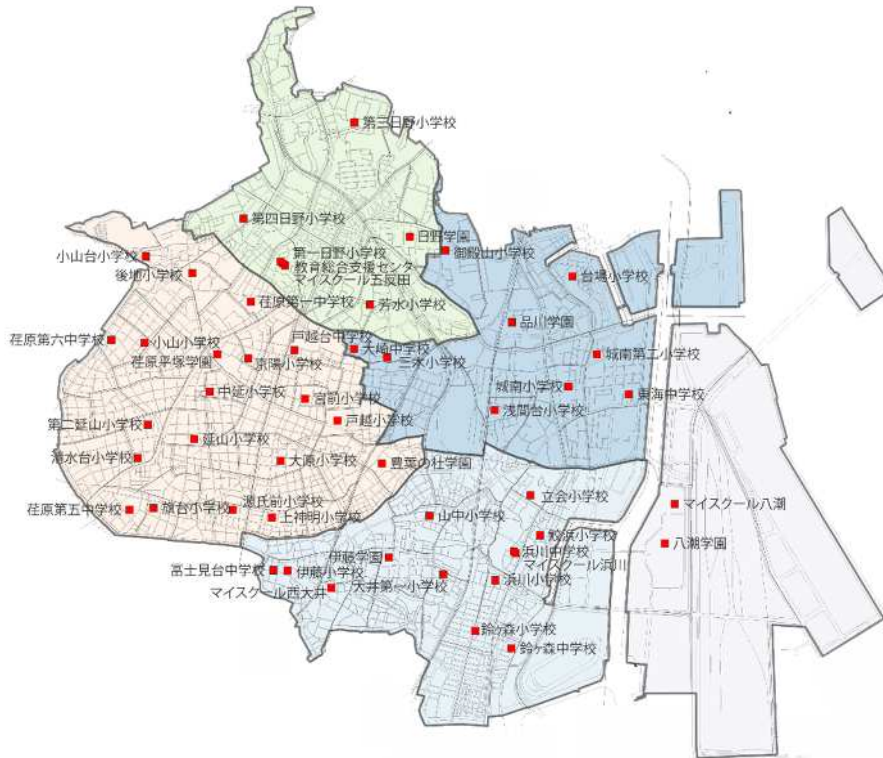 第三日野小学校
第四日野小学校
日野学園
御殿山小学校
第一日野小学校
教育総合支援センター
マイスクール五反田
小山台小学校
後地小学校
台場小学校
荏原第一中学校
芳水小学校
品川学園
戸越台中学校
大崎中学校
三木小学校
荏原第六中学校
小山小学校
荏原平塚学園
京陽小学校
城南第二小学校
中延小学校
宮前小学校
城南小学校
東海中学校
浅間台小学校
戸越小学校
第二延山小学校
延山小学校
清水台小学校
大原小学校
豊葉の杜学園
立会小学校
マイスクール八潮
荏原第五中学校
旗台小学校
源氏前小学校
上神明小学校
山中小学校
鮫浜小学校
八潮学園
浜川中学校
マイスクール浜川
伊藤学園
冨士見台中学校
伊藤小学校
大井第一小学校
浜川小学校
マイスクール西大井
鈴ヶ森小学校
鈴ヶ森中学校